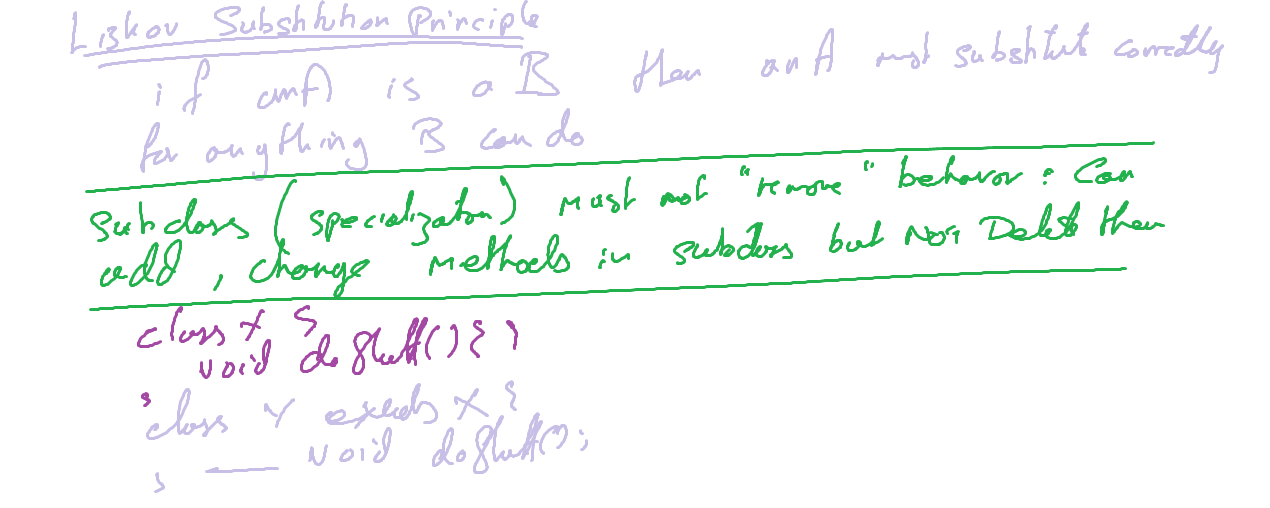 Liskov Substitution Principle
if an A is a B then an A must substitute correctly
for anything B can do
Subclass (specialization) must not "remove" behavior: Can
add, change methods in subclass but NOT Delete them
class X {
void doStuff() { }
}
class Y extends X {
void doStuff();
}